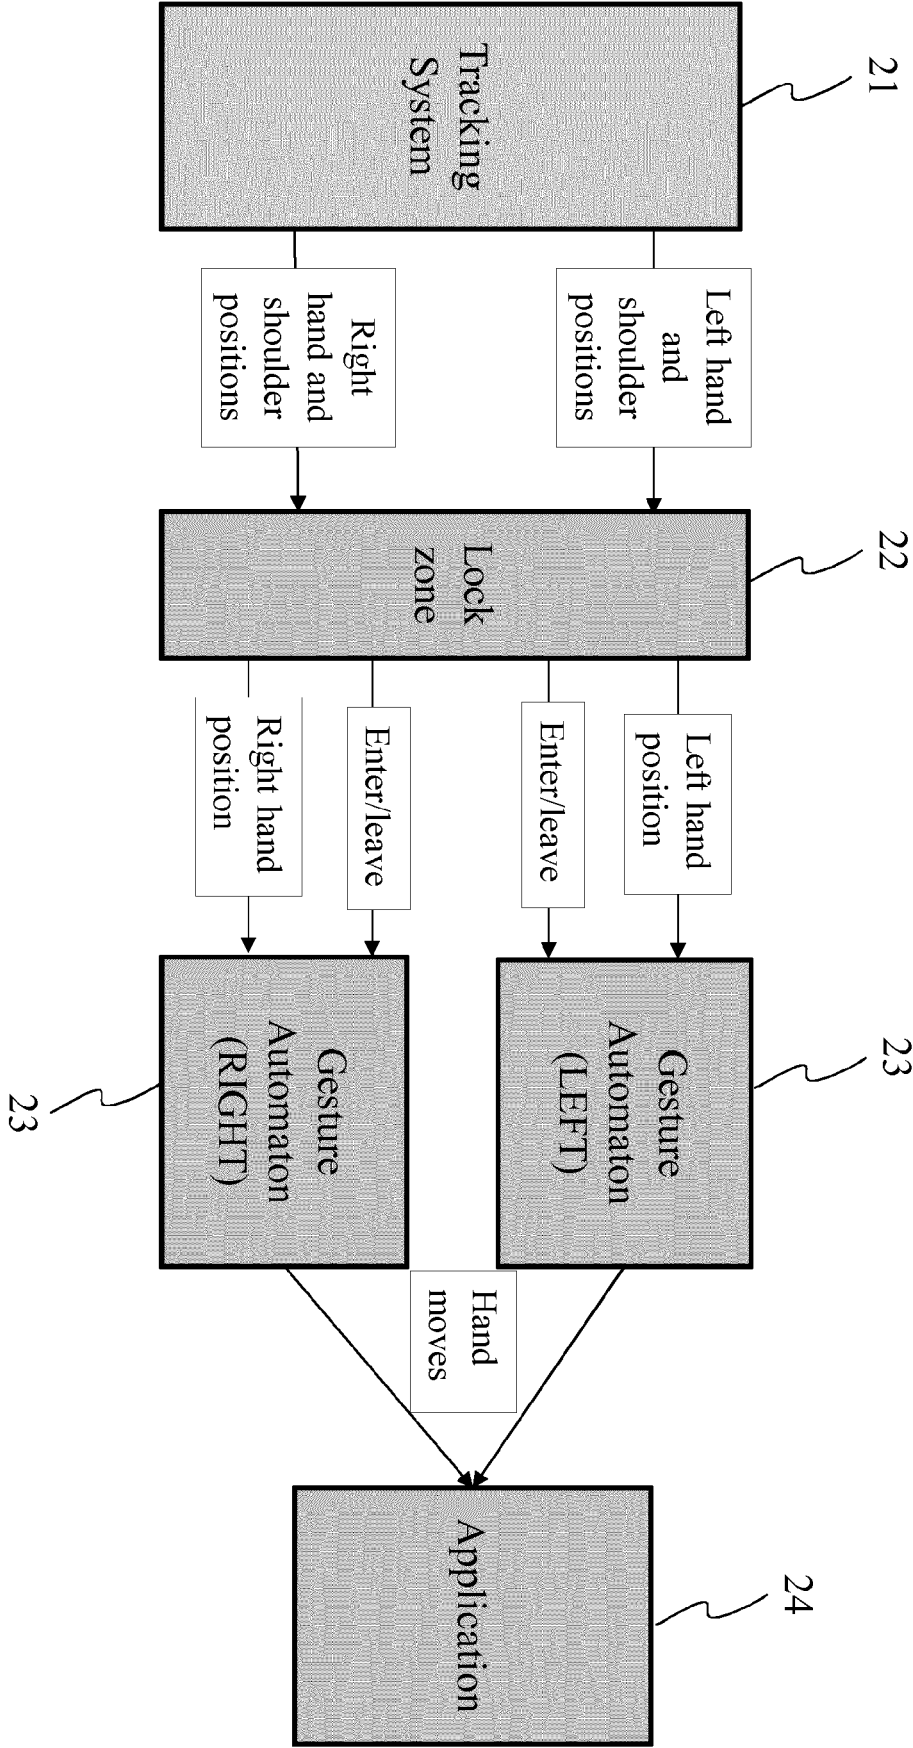 21
Tracking
System
Left hand
and
shoulder
positions
Right
hand and
shoulder
positions
22
Lock
zone
Left hand
position
Enter/leave
Enter/leave
Right hand
position
23
Gesture
Automaton
(LEFT)
Gesture
Automaton
(RIGHT)
23
Hand
moves
24
Application